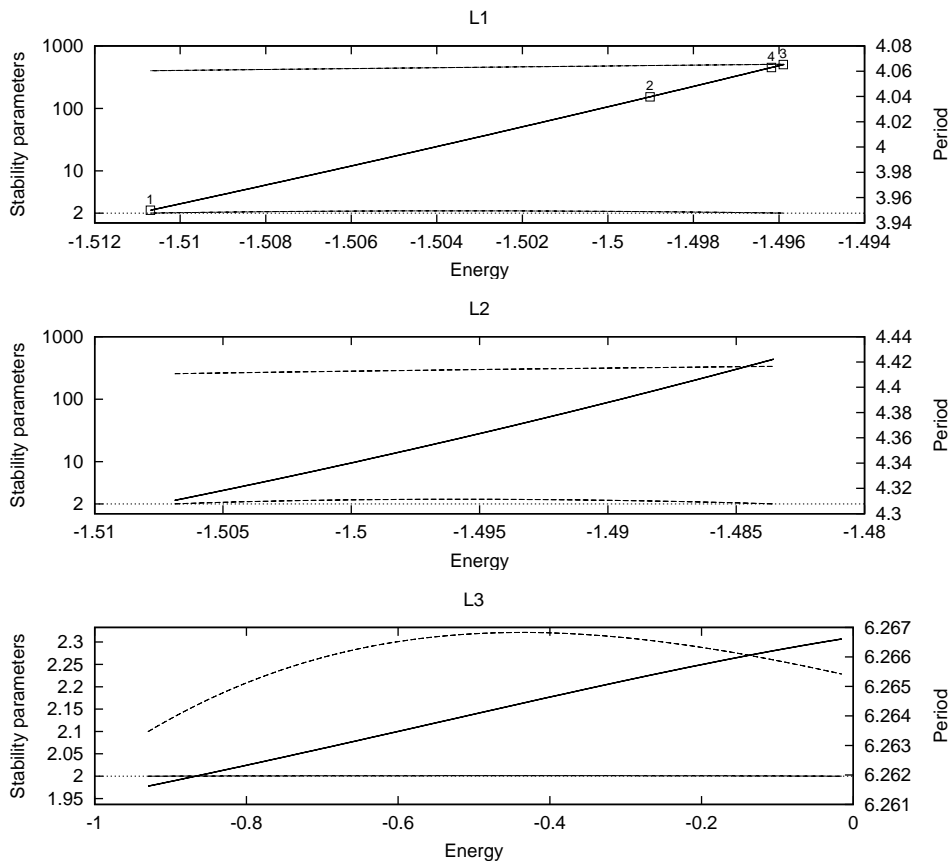 L1
1000
100
10
2
Stability parameters
4.08
4.06
4.04
4.02
4
3.98
3.96
3.94
Period
1
2
4
3
-1.512 -1.51 -1.508 -1.506 -1.504 -1.502 -1.5 -1.498 -1.496 -1.494
Energy
L2
1000
100
10
2
Stability parameters
4.44
4.42
4.4
4.38
4.36
4.34
4.32
4.3
Period
-1.51 -1.505 -1.5 -1.495 -1.49 -1.485 -1.48
Energy
L3
2.3
2.25
2.2
2.15
2.1
2.05
2
1.95
Stability parameters
6.267
6.266
6.265
6.264
6.263
6.262
6.261
Period
-1 -0.8 -0.6 -0.4 -0.2 0
Energy